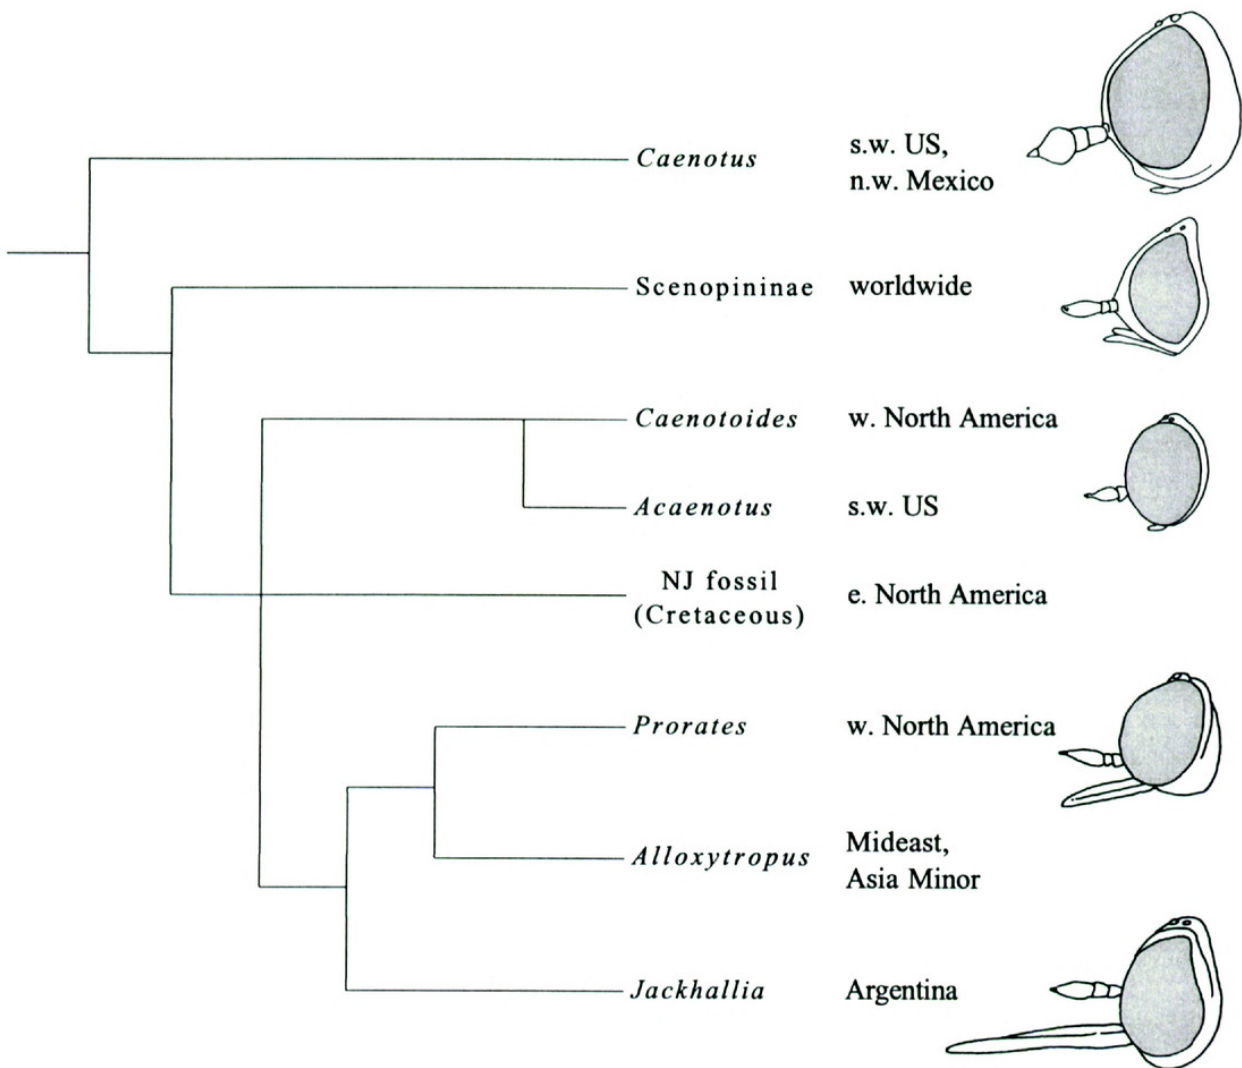 Caenotus s.w. US,
n.w. Mexico
Scenopininae worldwide
Caenotoides w. North America
Acaenotus s.w. US
NJ fossil
(Cretaceous) e. North America
Prorates w. North America
Alloxytropus Mideast,
Asia Minor
Jackhallia Argentina